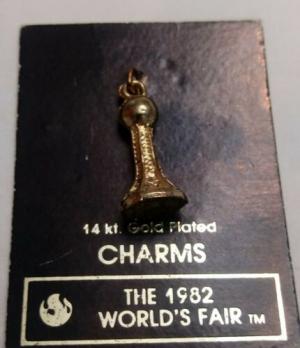 14 kt. Gold Plated
CHARMS
THE 1982
WORLD'S FAIR TM